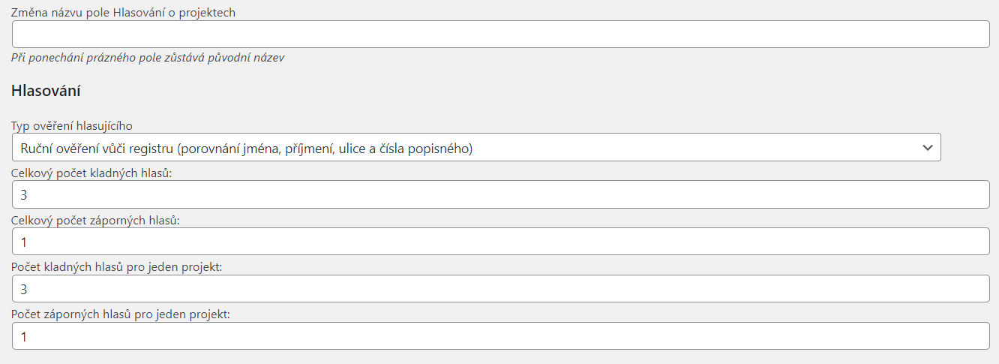 Změna názvu pole Hlasování o projektech
Při ponechání prázného pole zůstává původní název
Hlasování
Typ ověření hlasujícího
Ruční ověření vůči registru (porovnání jména, příjmení, ulice a čísla popisného)
Celkový počet kladných hlasů:
3
Celkový počet záporných hlasů:
1
Počet kladných hlasů pro jeden projekt:
3
Počet záporných hlasů pro jeden projekt:
1